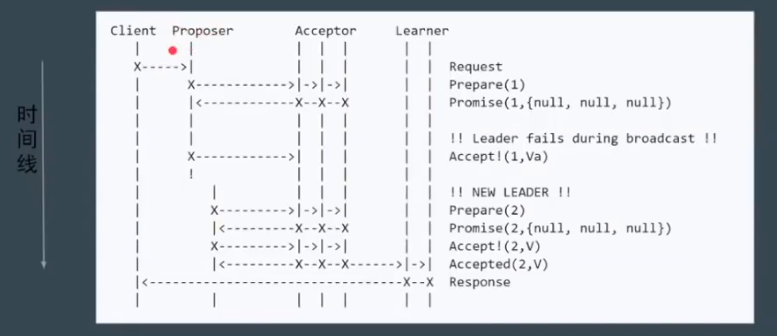 Client Proposer Acceptor Learner
| | | | | | |
X----->| | | | | | Request
| X------------>|->|->| | | Prepare(1)
| |<------------X--X--X | | Promise(1,{null, null, null})
| | | | | | |
| | | | | | | !! Leader fails during broadcast !!
| X------------>| | | | | Accept!(1,Va)
| ! | | | | |
| | | | | | | !! NEW LEADER !!
| X--------->|->|->| | | Prepare(2)
| |<---------X--X--X | | Promise(2,{null, null, null})
| X--------->|->|->| | | Accept!(2,V)
| |<---------X--X--X------>|->| Accepted(2,V)
|<---------------------------------X--X Response
| | | | | | |
时
间
线